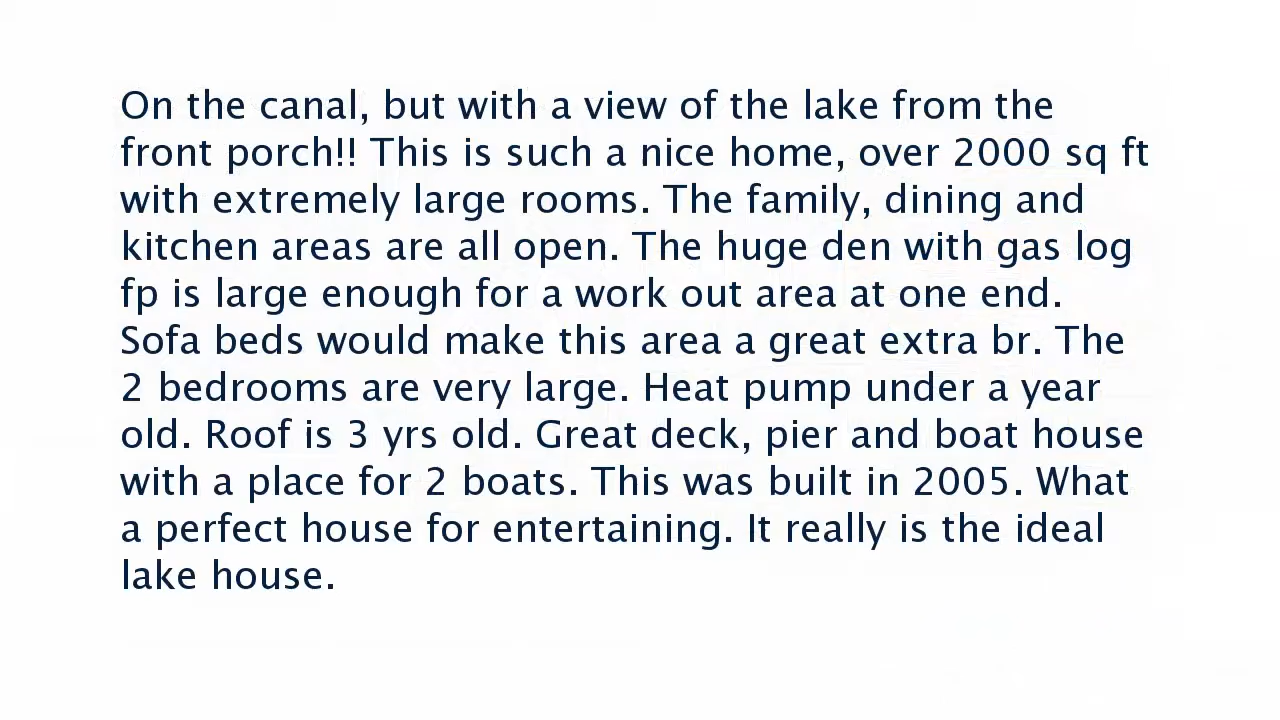 On the canal, but with a view of the lake from the
front porch!! This is such a nice home, over 2000 sq ft
with extremely large rooms. The family, dining and
kitchen areas are all open. The huge den with gas log
fp is large enough for a work out area at one end.
Sofa beds would make this area a great extra br. The
2 bedrooms are very large. Heat pump under a year
old. Roof is 3 yrs old. Great deck, pier and boat house
with a place for 2 boats. This was built in 2005. What
a perfect house for entertaining. It really is the ideal
lake house.